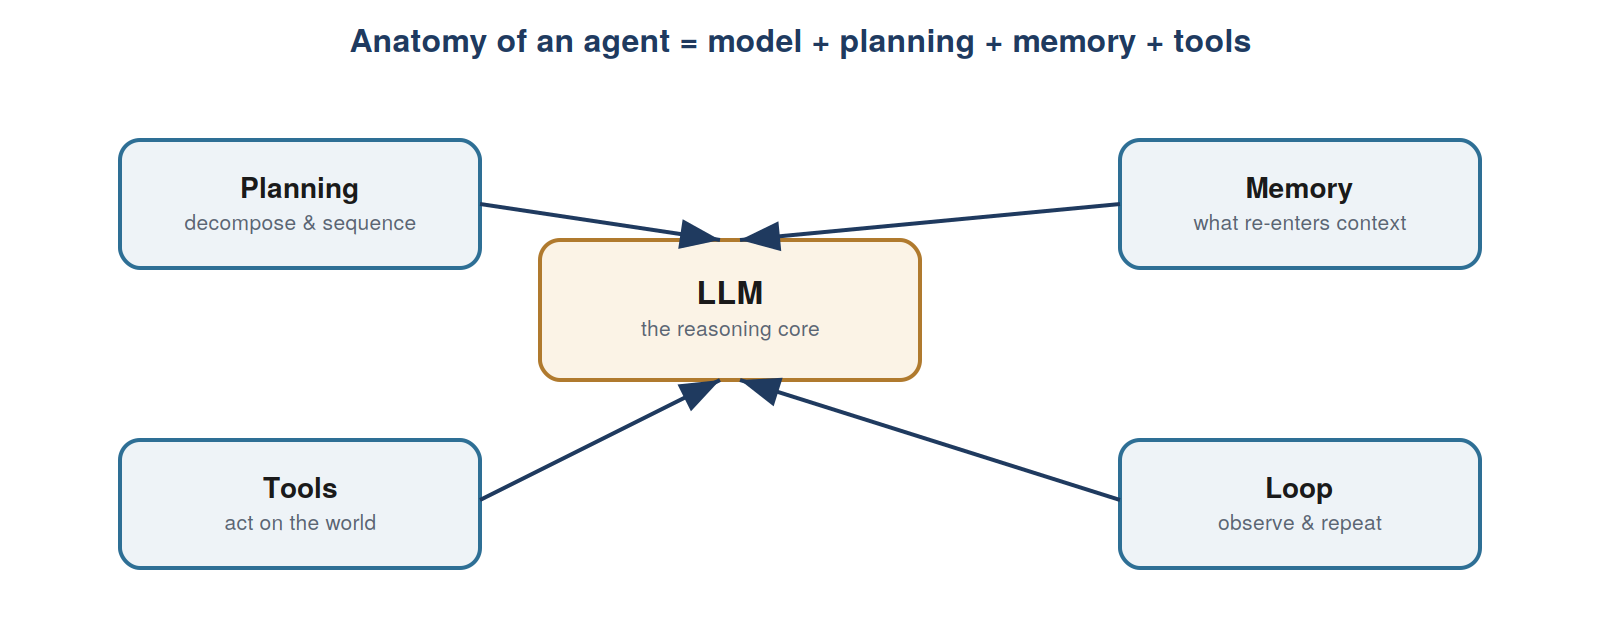 Anatomy of an agent = model + planning + memory + tools
Planning
decompose & sequence
Memory
what re-enters context
LLM
the reasoning core
Tools
act on the world
Loop
observe & repeat